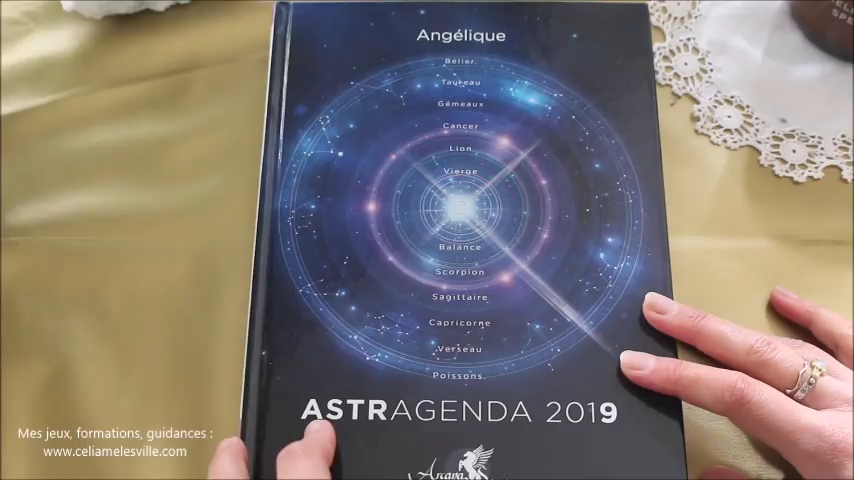 Angélique
Bélier
Taureau
Gémeaux
Cancer
Lion
Vierge
Balance
Scorpion
Sagittaire
Capricorne
Verseau
Poissons
ASTRAGENDA 2019
Arcana
Mes jeux, formations, guidances :
www.celiamelesville.com